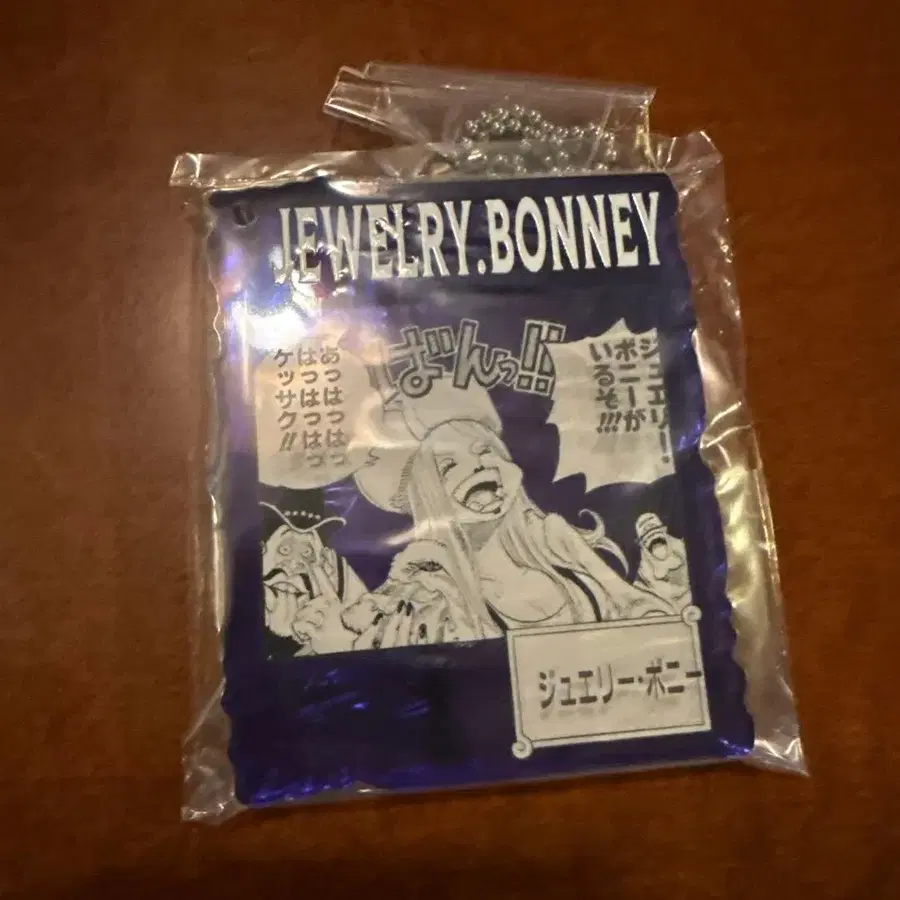 JEWELRY.BONNEY
ばんっ!!
ジュエリー・
ボニーが
いるぞ!!!
あっはっはっ
はっはっはっ
ケッサク!!
ジュエリー・ボニー